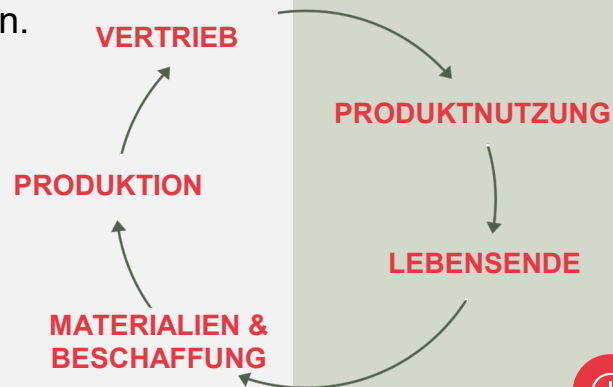 n.
VERTRIEB
PRODUKTNUTZUNG
PRODUKTION
LEBENSENDE
MATERIALIEN &
BESCHAFFUNG